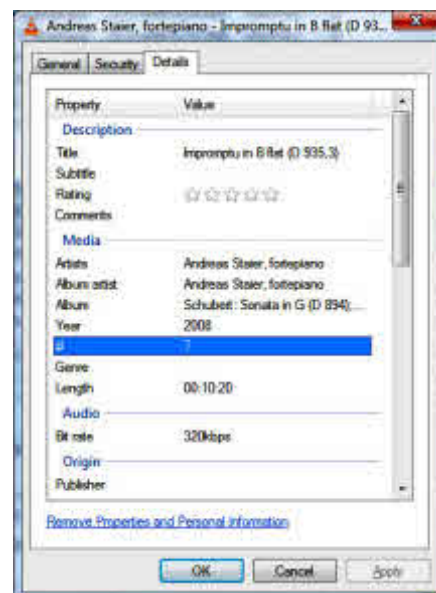 Andreas Staier, fortepiano - Impromptu in B flat (D 93...
General Security Details
Property Value
Description
Title Impromptu in B flat (D 935,3)
Subtitle
Rating
Comments
Media
Artists Andreas Staier, fortepiano
Album artist Andreas Staier, fortepiano
Album Schubert: Sonata in G (D 894);...
Year 2008
# 7
Genre
Length 00:10:20
Audio
Bit rate 320kbps
Origin
Publisher
Remove Properties and Personal Information
OK Cancel Apply